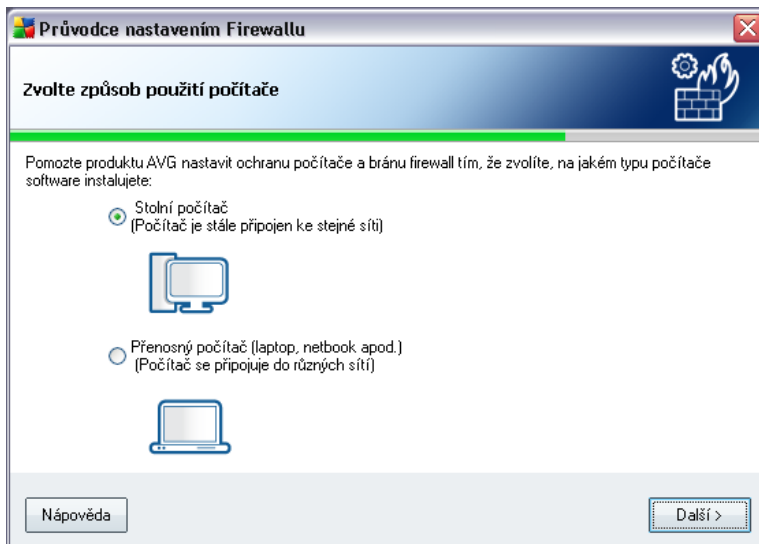 Průvodce nastavením Firewallu
Zvolte způsob použití počítače
Pomozte produktu AVG nastavit ochranu počítače a bránu firewall tím, že zvolíte, na jakém typu počítače
software instalujete:
Stolní počítač
(Počítač je stále připojen ke stejné síti)
Přenosný počítač (laptop, netbook apod.)
(Počítač se připojuje do různých sítí)
Nápověda
Další >